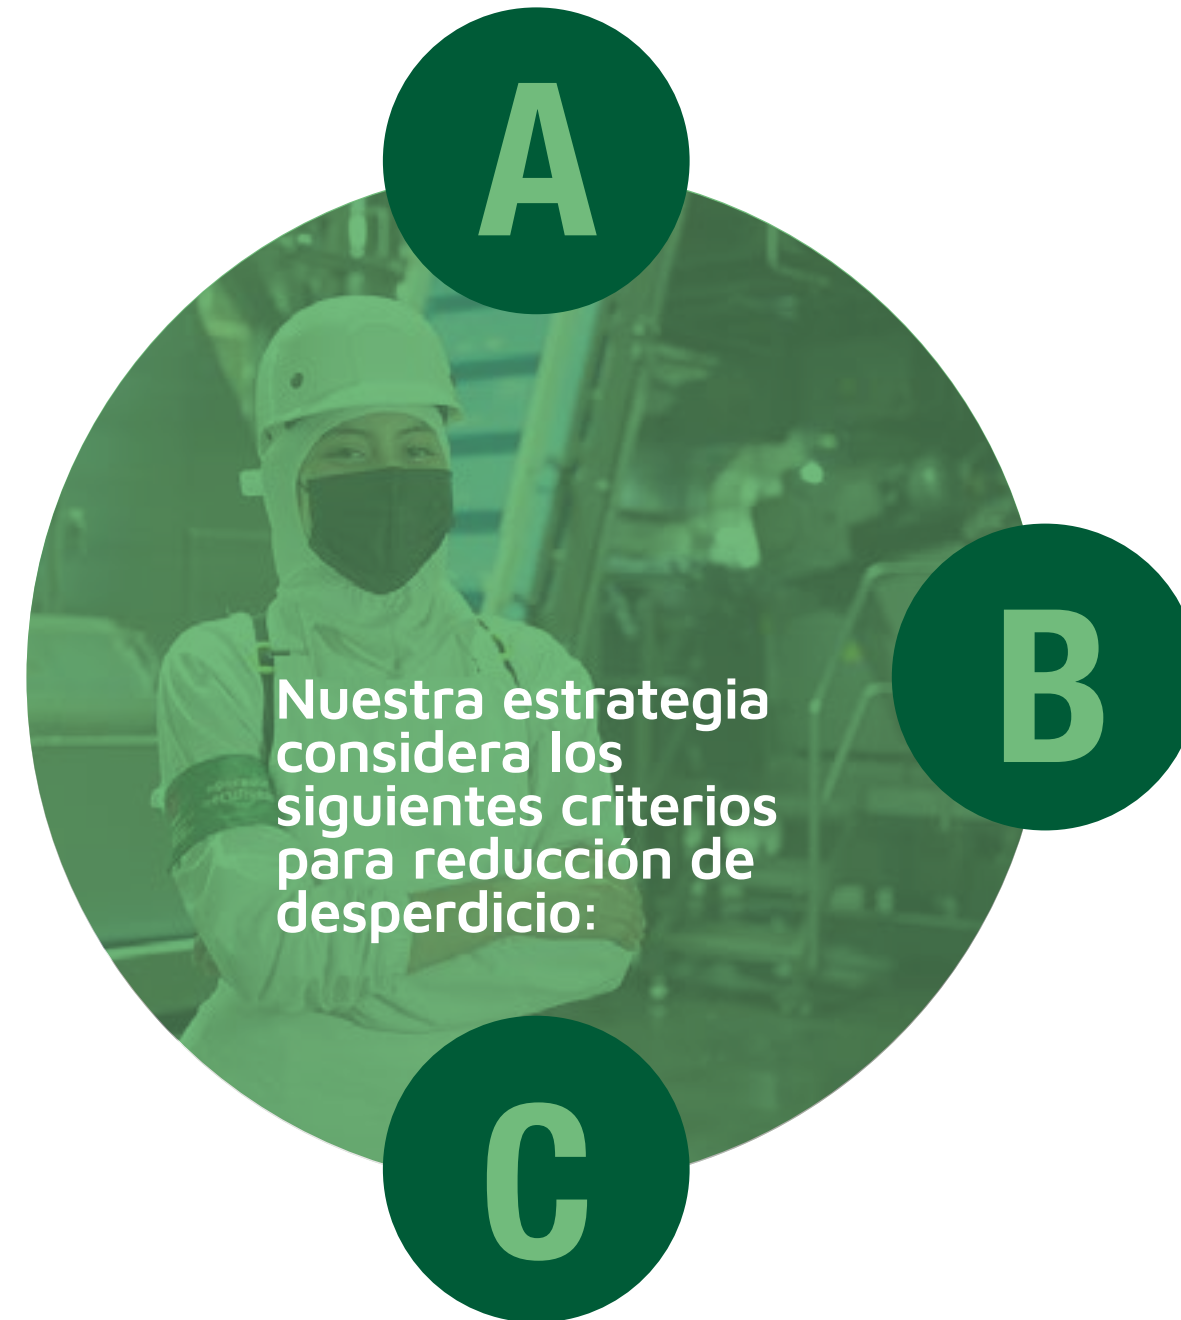 A
B
Nuestra estrategia
considera los
siguientes criterios
para reducción de
desperdicio:
C